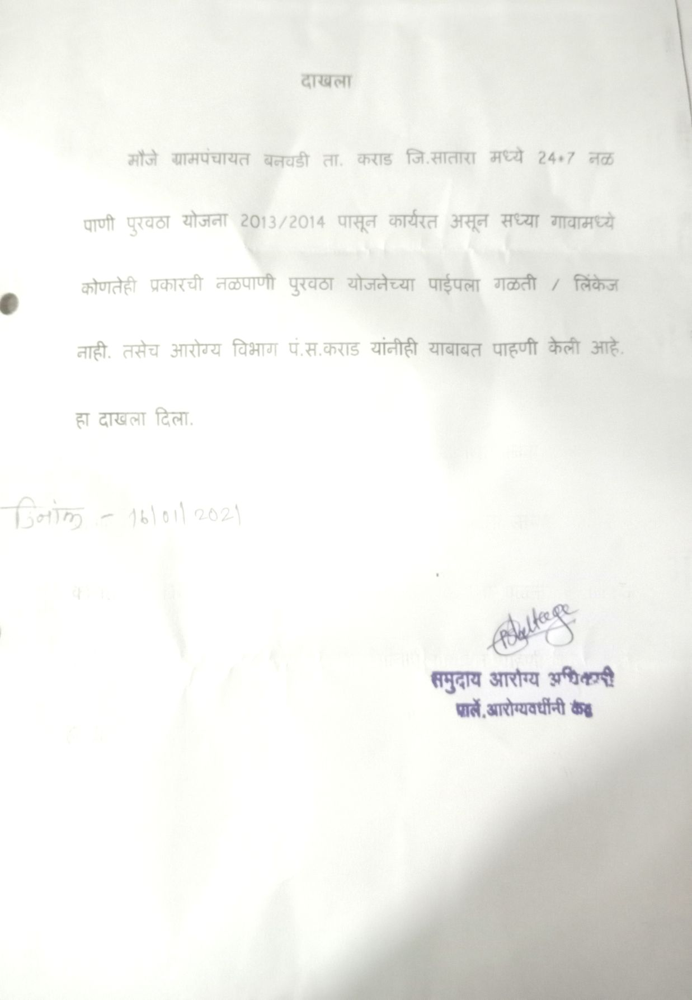 दाखला
मौजे ग्रामपंचायत बनवडी ता. कराड जि.सातारा मध्ये 24*7 नळ
पाणी पुरवठा योजना 2013/2014 पासून कार्यरत असून सध्या गावामध्ये
कोणतेही प्रकारची नळपाणी पुरवठा योजनेच्या पाईपला गळती / लिंकेज
नाही. तसेच आरोग्य विभाग पं.स.कराड यांनीही याबाबत पाहणी केली आहे.
हा दाखला दिला.
दिनांक - 16/01/2021
समुदाय आरोग्य अधिकारी
पार्ले, आरोग्यवर्धीनी केंद्र